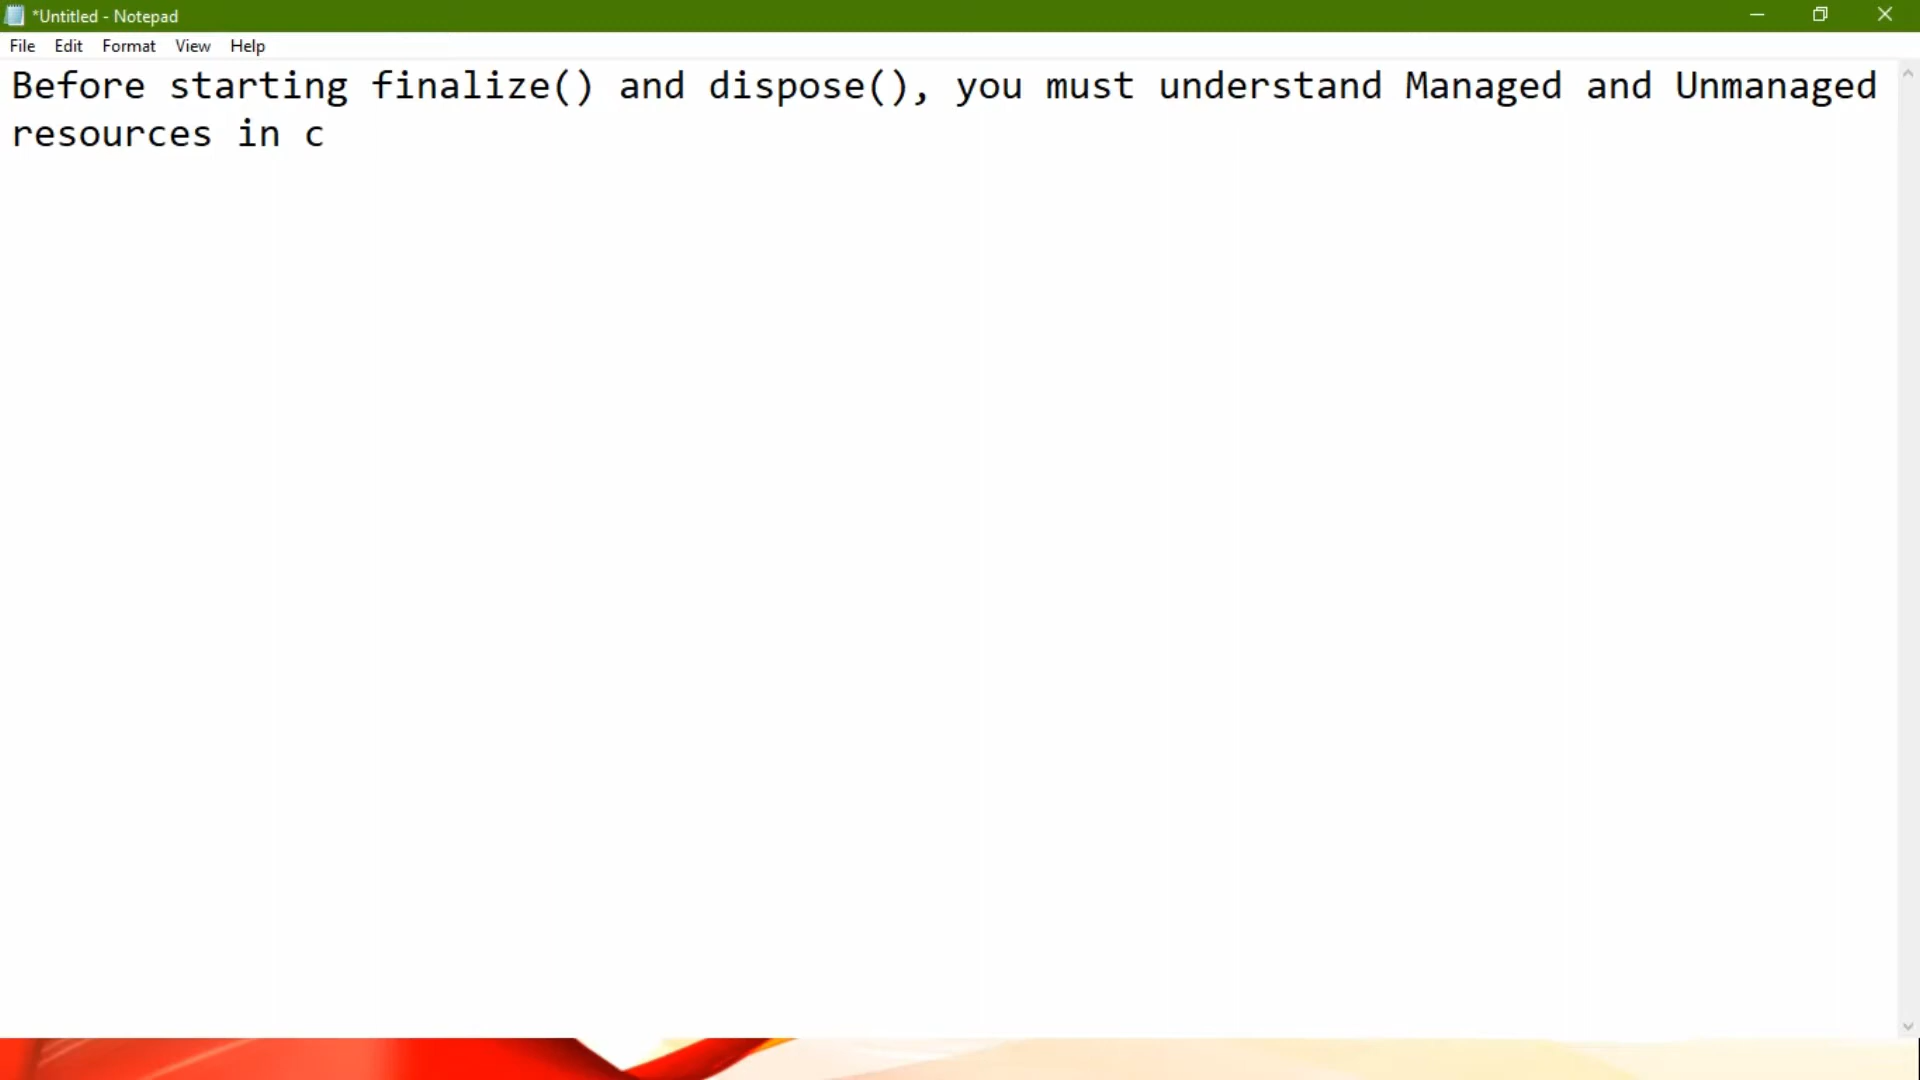 *Untitled - Notepad
File Edit Format View Help
Before starting finalize() and dispose(), you must understand Managed and Unmanaged
resources in c